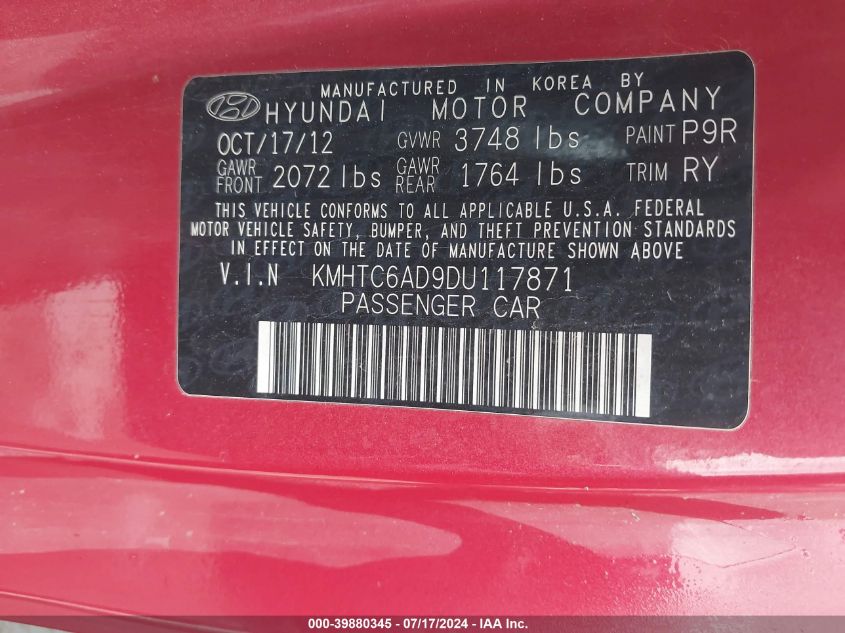 MANUFACTURED IN KOREA BY
HYUNDAI MOTOR COMPANY
OCT/17/12 GVWR 3748 lbs PAINT P9R
GAWR FRONT 2072 lbs GAWR REAR 1764 lbs TRIM RY
THIS VEHICLE CONFORMS TO ALL APPLICABLE U.S.A. FEDERAL
MOTOR VEHICLE SAFETY, BUMPER, AND THEFT PREVENTION STANDARDS
IN EFFECT ON THE DATE OF MANUFACTURE SHOWN ABOVE
V.I.N KMHTC6AD9DU117871
PASSENGER CAR
000-39880345 - 07/17/2024 - IAA Inc.